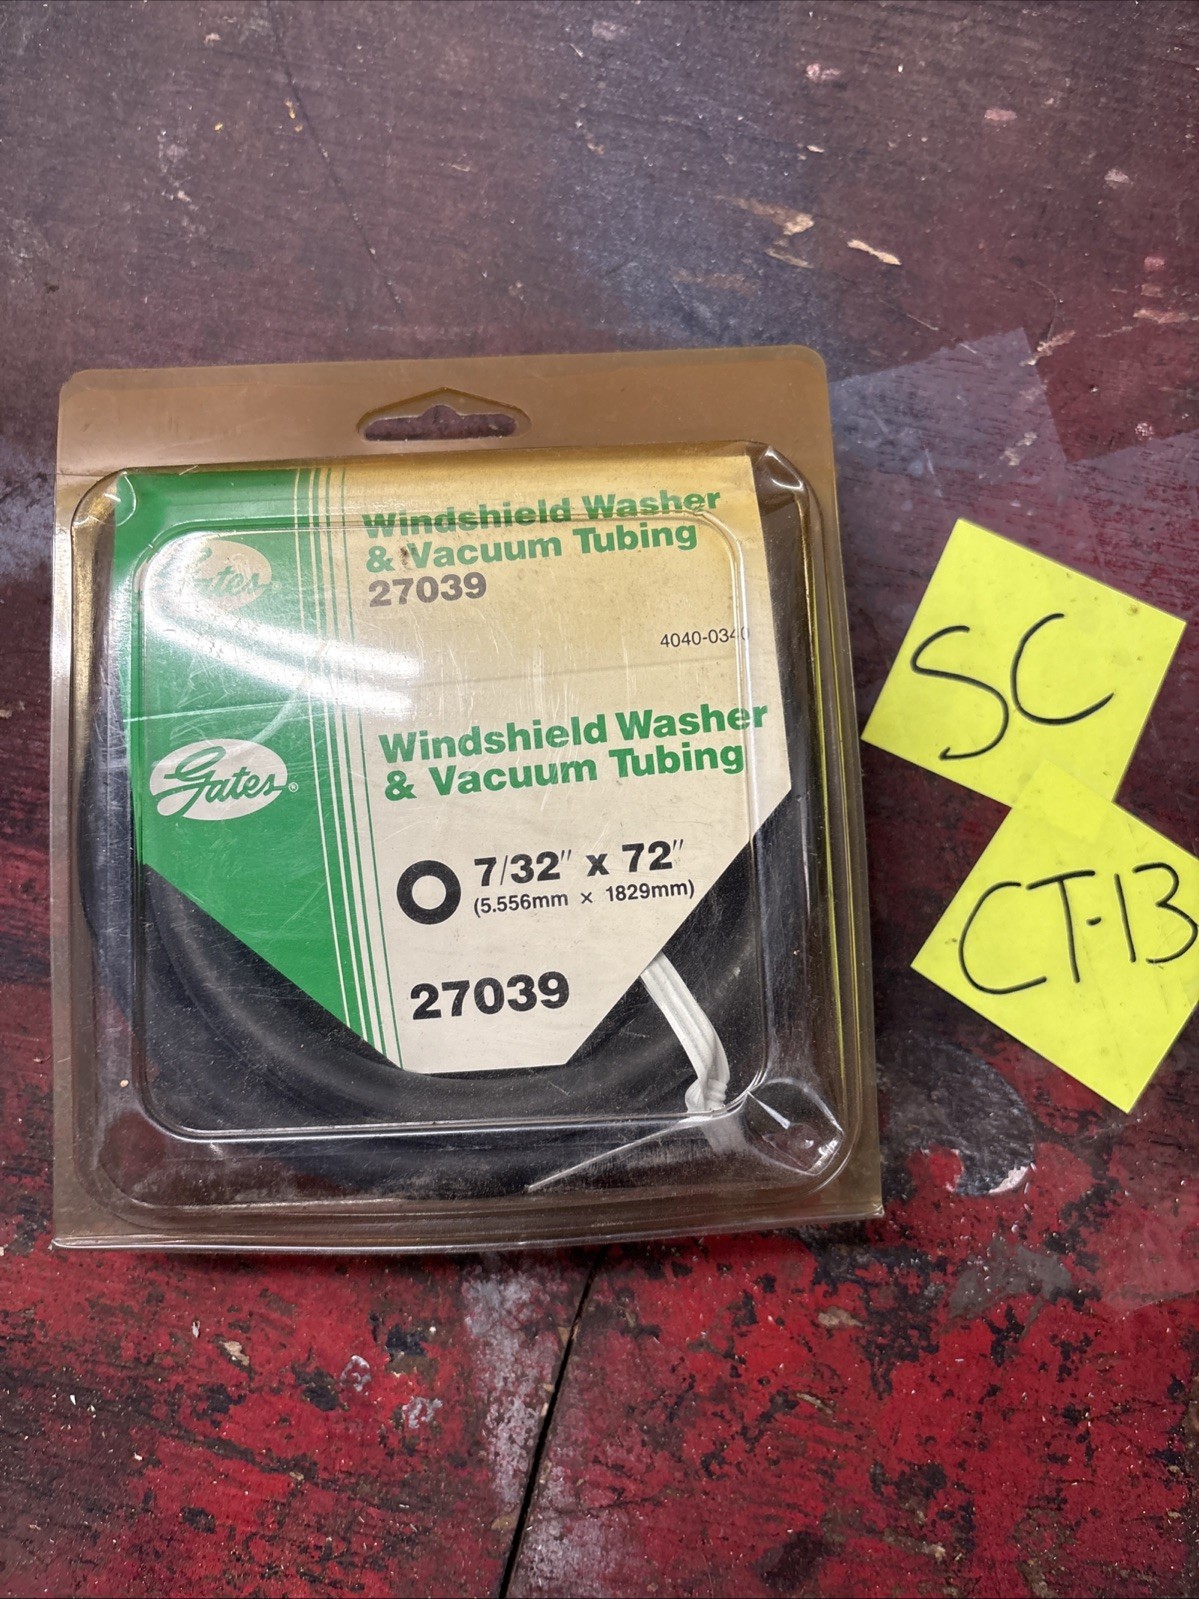 Gates
Windshield Washer
& Vacuum Tubing
27039
4040-0340
Gates®
Windshield Washer
& Vacuum Tubing
7/32" x 72"
(5.556mm x 1829mm)
27039
SC
CT-13